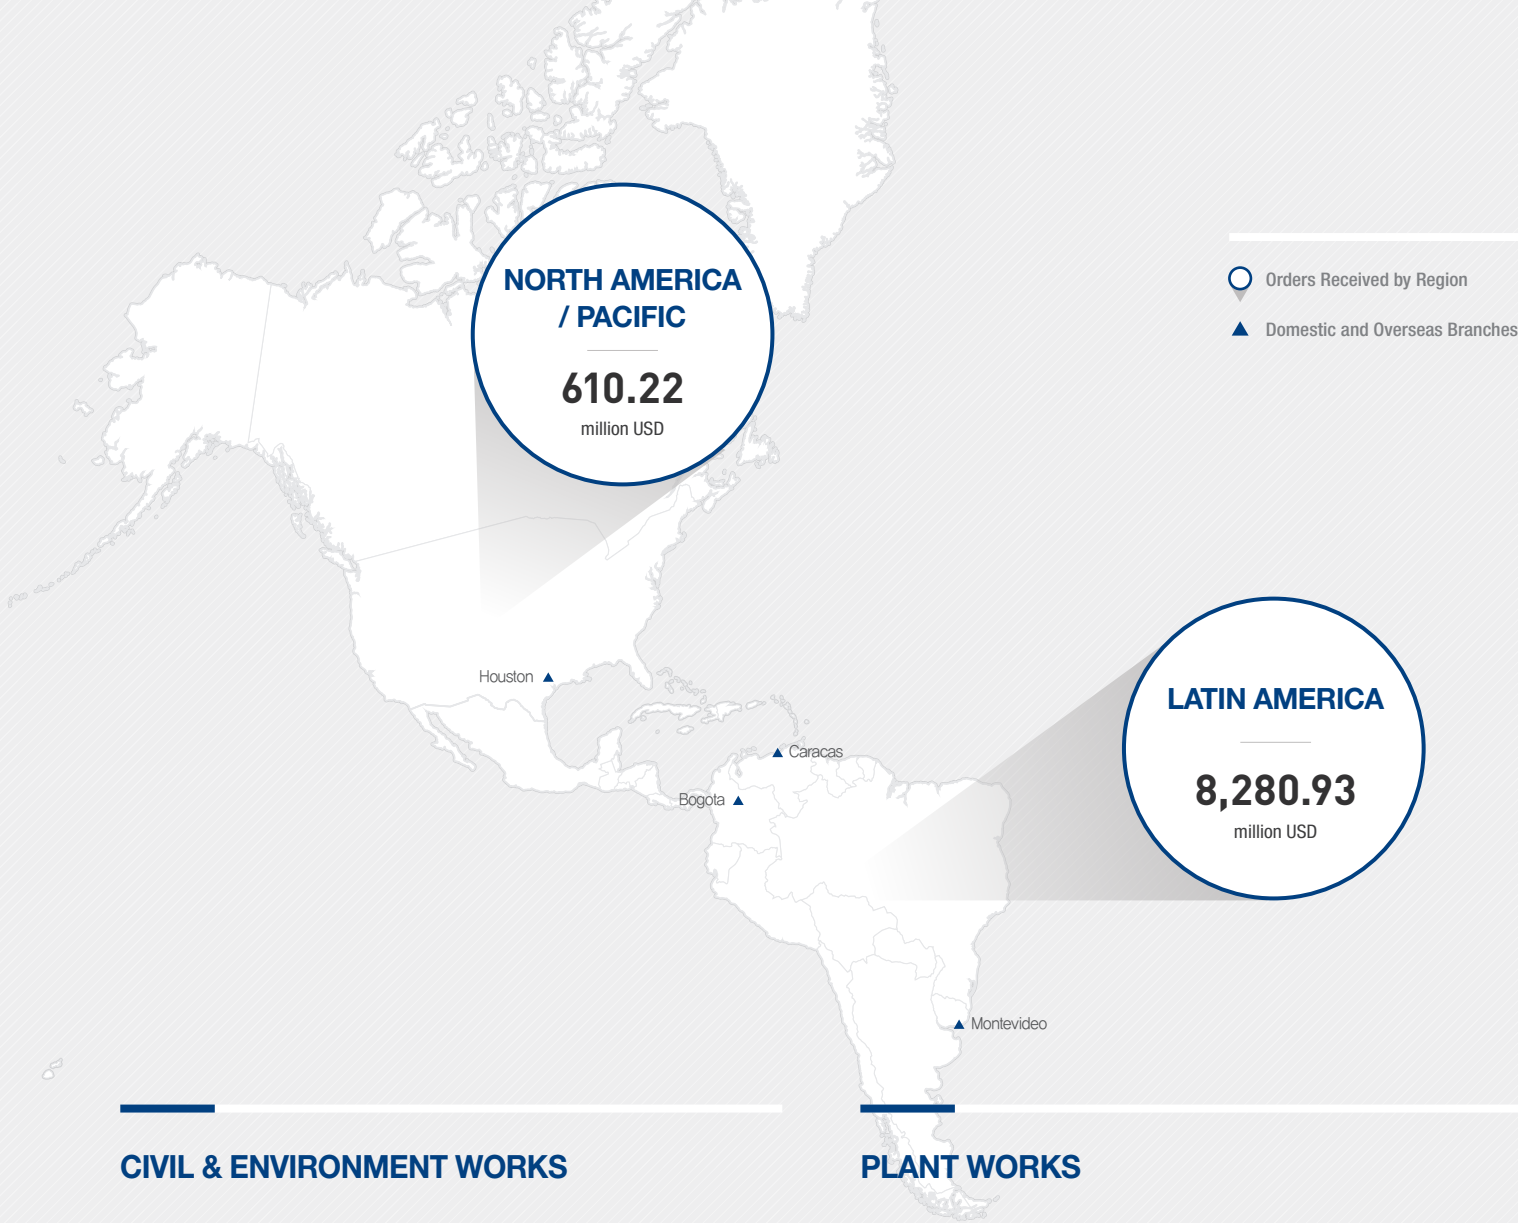 NORTH AMERICA
/ PACIFIC
610.22
million USD
Orders Received by Region
Domestic and Overseas Branches
Houston
LATIN AMERICA
8,280.93
million USD
Caracas
Bogota
Montevideo
CIVIL & ENVIRONMENT WORKS
PLANT WORKS